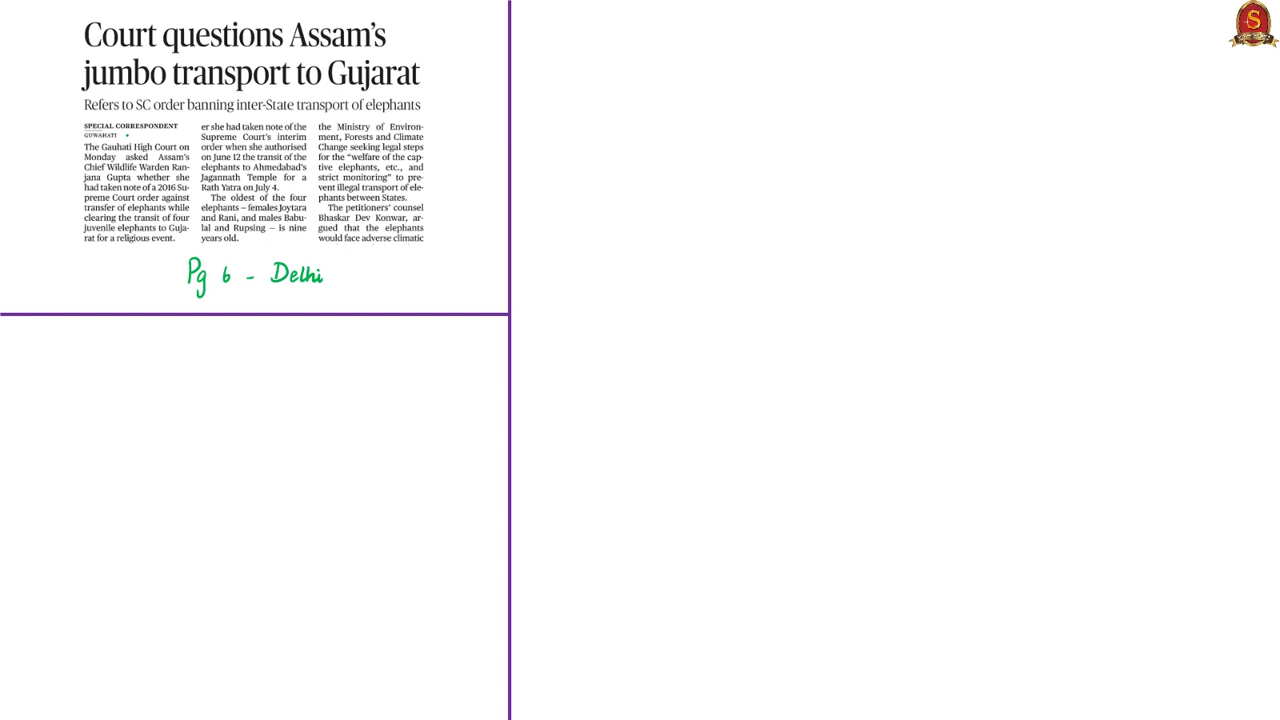 Court questions Assam's
jumbo transport to Gujarat
Refers to SC order banning inter-State transport of elephants
SPECIAL CORRESPONDENT
GUWAHATI
The Gauhati High Court on
Monday asked Assam's
Chief Wildlife Warden Ran-
jana Gupta whether she
had taken note of a 2016 Su-
preme Court order against
transfer of elephants while
clearing the transit of four
juvenile elephants to Guja-
rat for a religious event.
er she had taken note of the
Supreme Court's interim
order when she authorised
on June 12 the transit of the
elephants to Ahmedabad's
Jagannath Temple for a
Rath Yatra on July 4.
The oldest of the four
elephants – females Joytara
and Rani, and males Babu-
lal and Rupsing – is nine
years old.
the Ministry of Environ-
ment, Forests and Climate
Change seeking legal steps
for the "welfare of the cap-
tive elephants, etc., and
strict monitoring" to pre-
vent illegal transport of ele-
phants between States.
The petitioners' counsel
Bhaskar Dev Konwar, ar-
gued that the elephants
would face adverse climatic
Pg 6 - Delhi
S